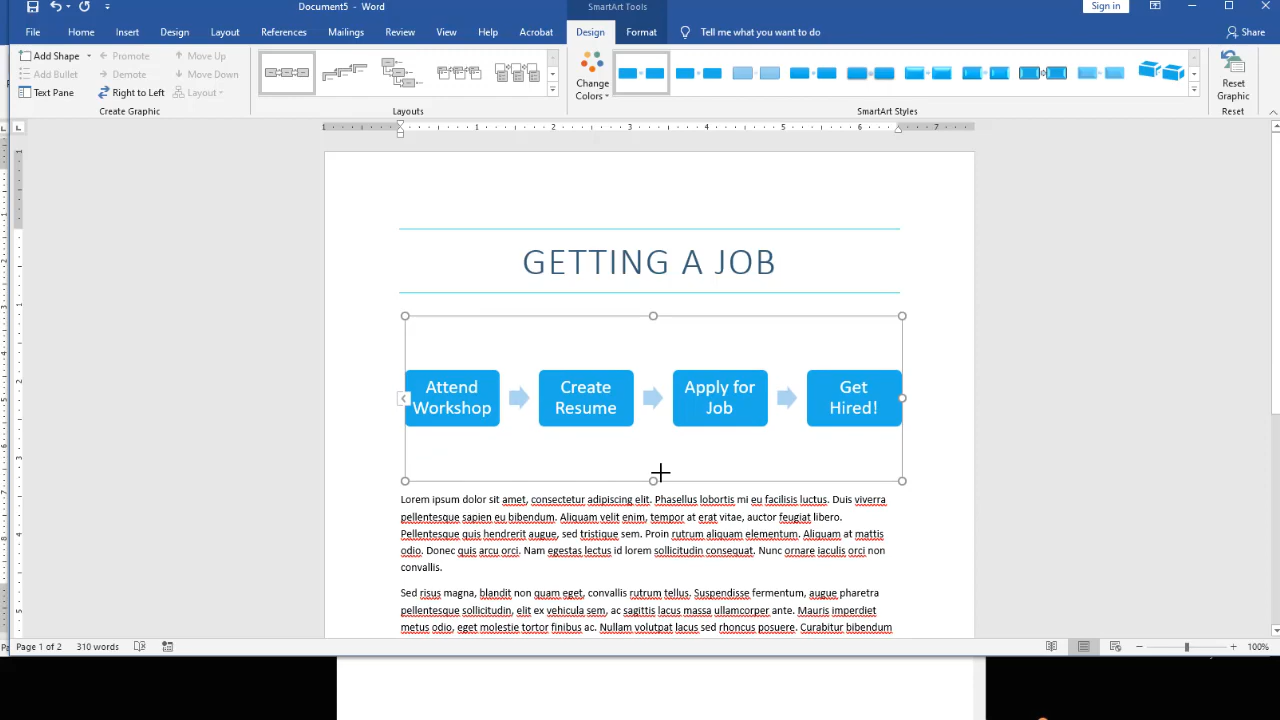 Document5 - Word
SmartArt Tools
Sign in
File Home Insert Design Layout References Mailings Review View Help Acrobat Design Format Tell me what you want to do Share
Add Shape Promote Move Up
Add Bullet Demote Move Down
Text Pane Right to Left Layout
Create Graphic
Layouts
Change
Colors
SmartArt Styles
Reset
Graphic
Reset
1 1 2 3 4 5 6 7
GETTING A JOB
Attend
Workshop
Create
Resume
Apply for
Job
Get
Hired!
Lorem ipsum dolor sit amet, consectetur adipiscing elit. Phasellus lobortis mi eu facilisis luctus. Duis viverra
pellentesque sapien eu bibendum. Aliquam velit enim, tempor at erat vitae, auctor feugiat libero.
Pellentesque quis hendrerit augue, sed tristique sem. Proin rutrum aliquam elementum. Aliquam at mattis
odio. Donec quis arcu orci. Nam egestas lectus id lorem sollicitudin consequat. Nunc ornare iaculis orci non
convallis.
Sed risus magna, blandit non quam eget, convallis rutrum tellus. Suspendisse fermentum, augue pharetra
pellentesque sollicitudin, elit ex vehicula sem, ac sagittis lacus massa ullamcorper ante. Mauris imperdiet
metus odio, eget molestie tortor finibus ac. Nullam volutpat lacus sed rhoncus posuere. Curabitur bibendum
Page 1 of 2 310 words 100%